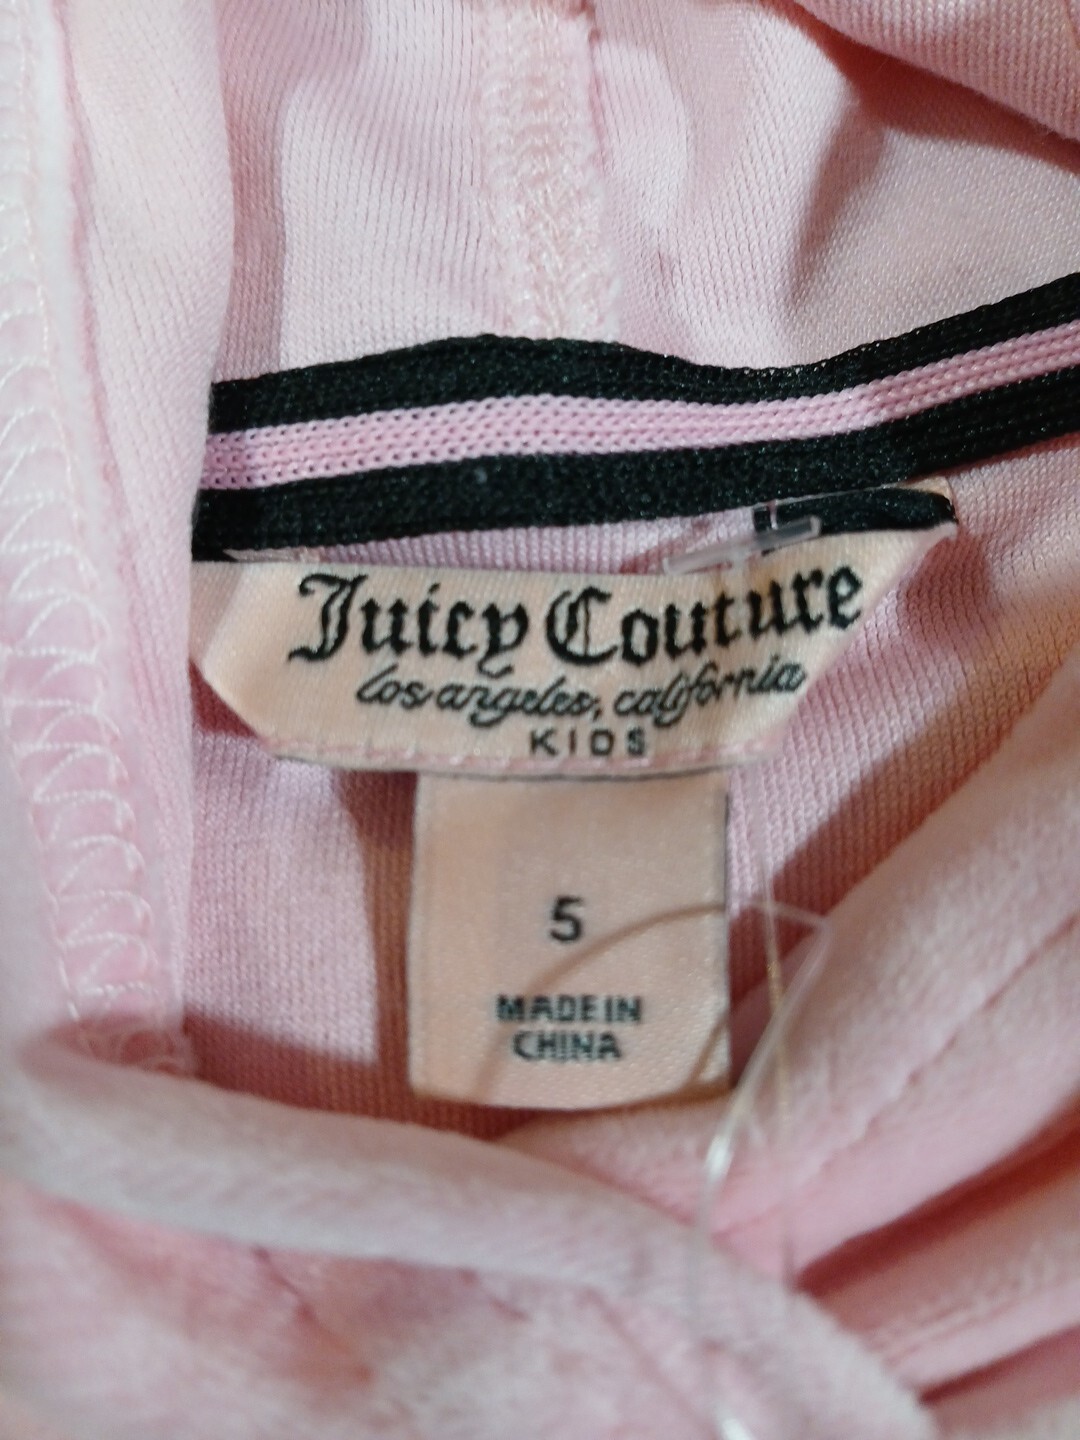 Juicy Couture
los angeles, california
KIDS
5
MADE IN
CHINA